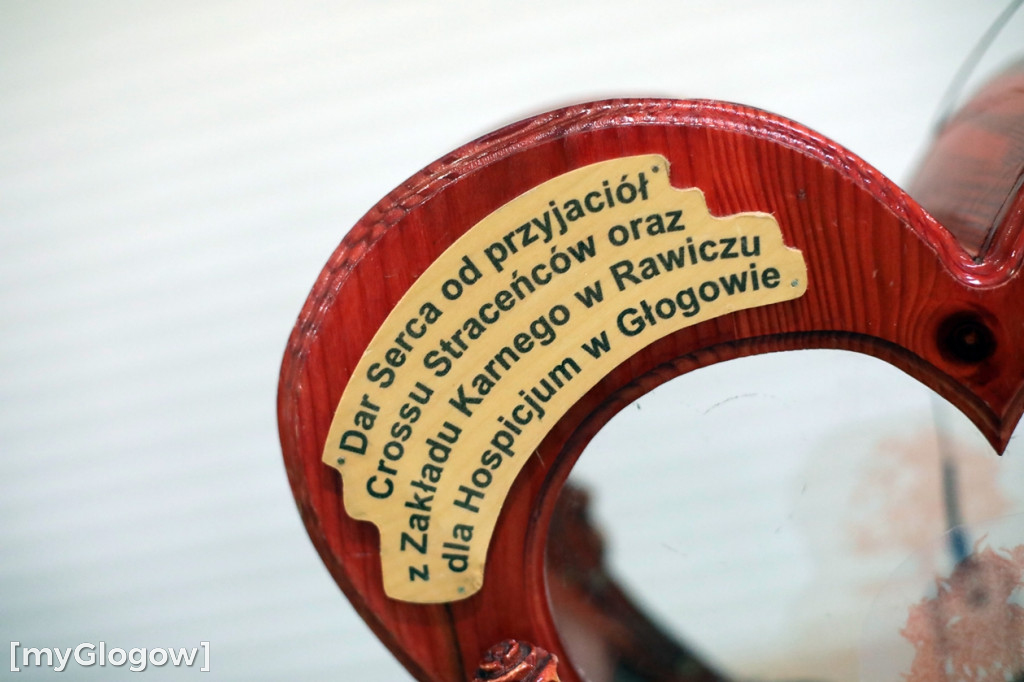 Dar Serca od przyjaciół
Crossu Straceńców oraz
z Zakładu Karnego w Rawiczu
dla Hospicjum w Głogowie
[myGlogow]